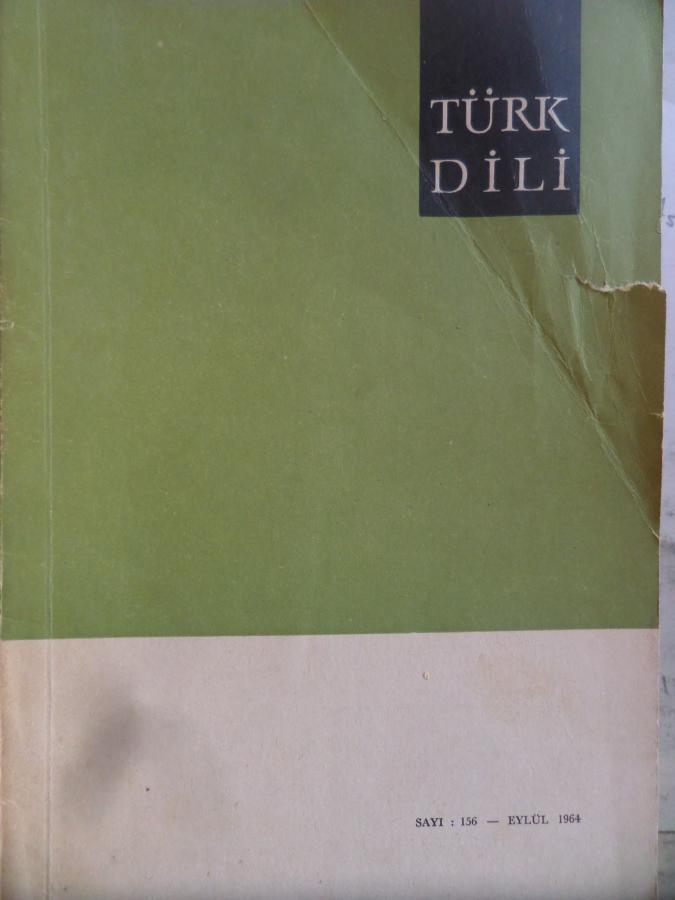 TÜRK
DİLİ
SAYI : 156 — EYLÜL 1964